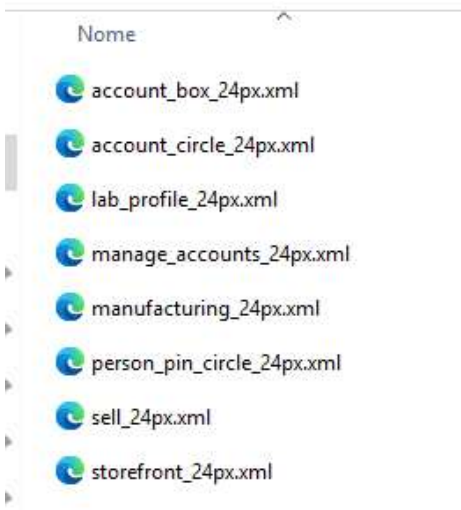 Nome
account_box_24px.xml
account_circle_24px.xml
lab_profile_24px.xml
manage_accounts_24px.xml
manufacturing_24px.xml
person_pin_circle_24px.xml
sell_24px.xml
storefront_24px.xml